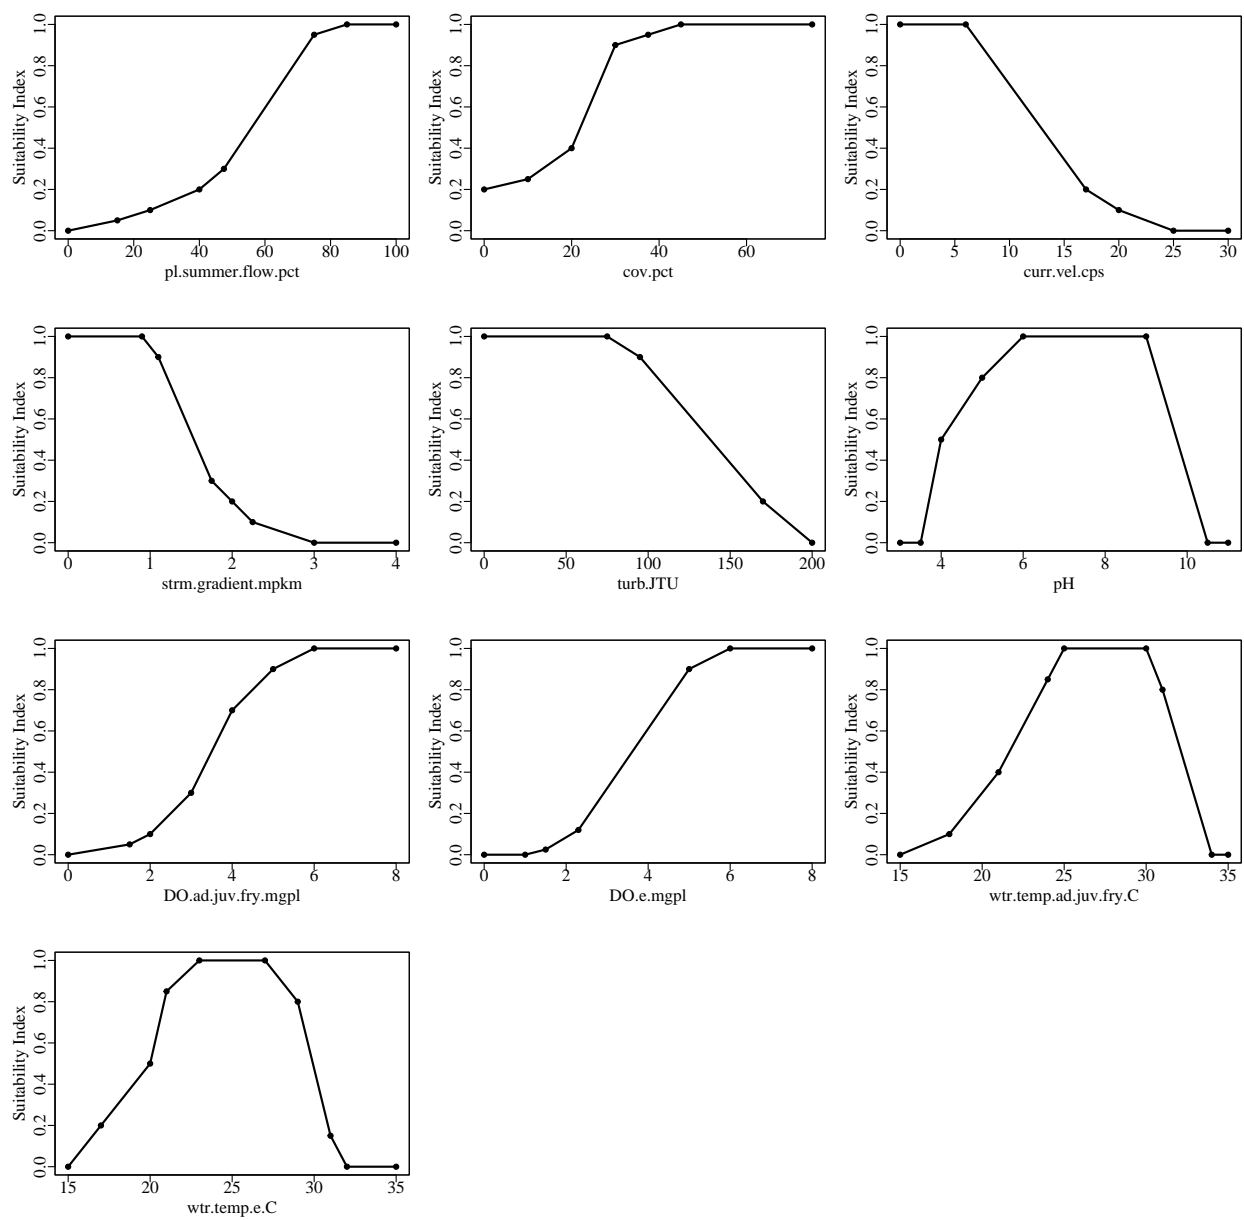 Suitability Index
0.0 0.2 0.4 0.6 0.8 1.0
0 20 40 60 80 100
pl.summer.flow.pct
Suitability Index
0.0 0.2 0.4 0.6 0.8 1.0
0 20 40 60
cov.pct
Suitability Index
0.0 0.2 0.4 0.6 0.8 1.0
0 5 10 15 20 25 30
curr.vel.cps
Suitability Index
0.0 0.2 0.4 0.6 0.8 1.0
0 1 2 3 4
strm.gradient.mpkm
Suitability Index
0.0 0.2 0.4 0.6 0.8 1.0
0 50 100 150 200
turb.JTU
Suitability Index
0.0 0.2 0.4 0.6 0.8 1.0
4 6 8 10
pH
Suitability Index
0.0 0.2 0.4 0.6 0.8 1.0
0 2 4 6 8
DO.ad.juv.fry.mgpl
Suitability Index
0.0 0.2 0.4 0.6 0.8 1.0
0 2 4 6 8
DO.e.mgpl
Suitability Index
0.0 0.2 0.4 0.6 0.8 1.0
15 20 25 30 35
wtr.temp.ad.juv.fry.C
Suitability Index
0.0 0.2 0.4 0.6 0.8 1.0
15 20 25 30 35
wtr.temp.e.C